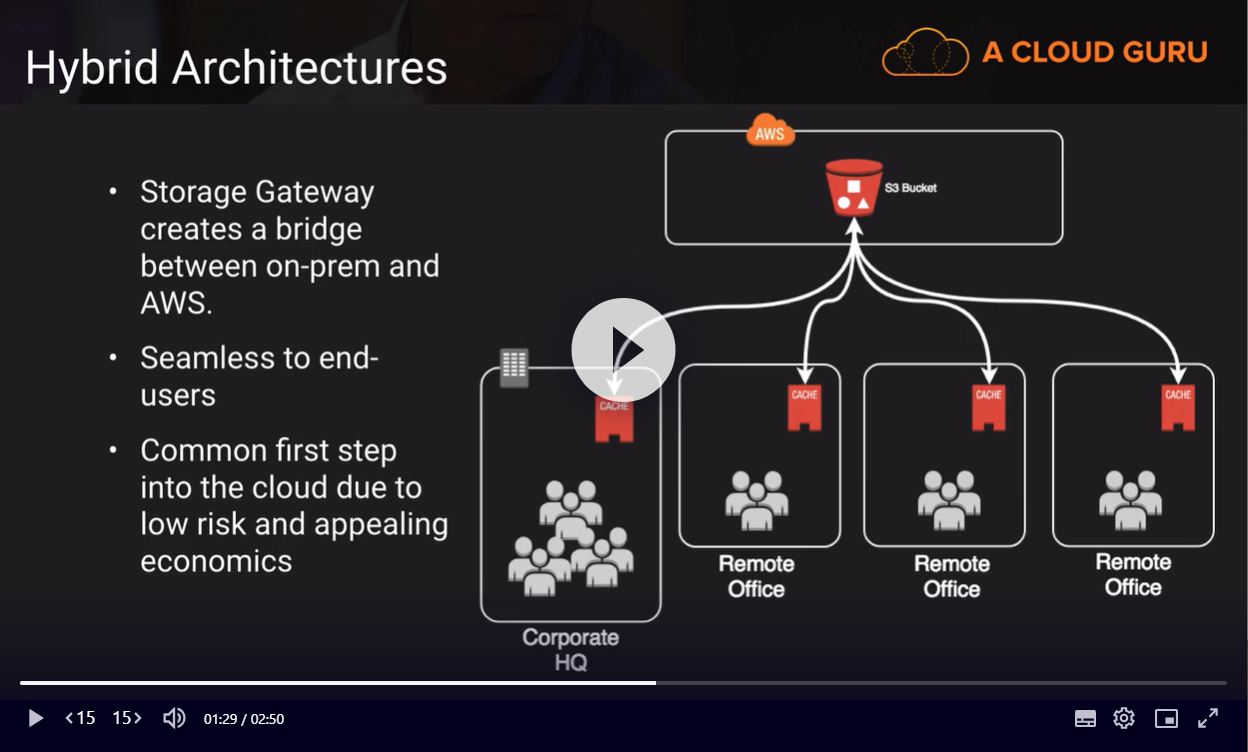 Hybrid Architectures
A CLOUD GURU
• Storage Gateway
creates a bridge
between on-prem and
AWS.
• Seamless to end-
users
• Common first step
into the cloud due to
low risk and appealing
economics
AWS
S3 Bucket
CACHE
CACHE
CACHE
CACHE
Corporate
HQ
Remote
Office
Remote
Office
Remote
Office
<15 15> 01:29 / 02:50